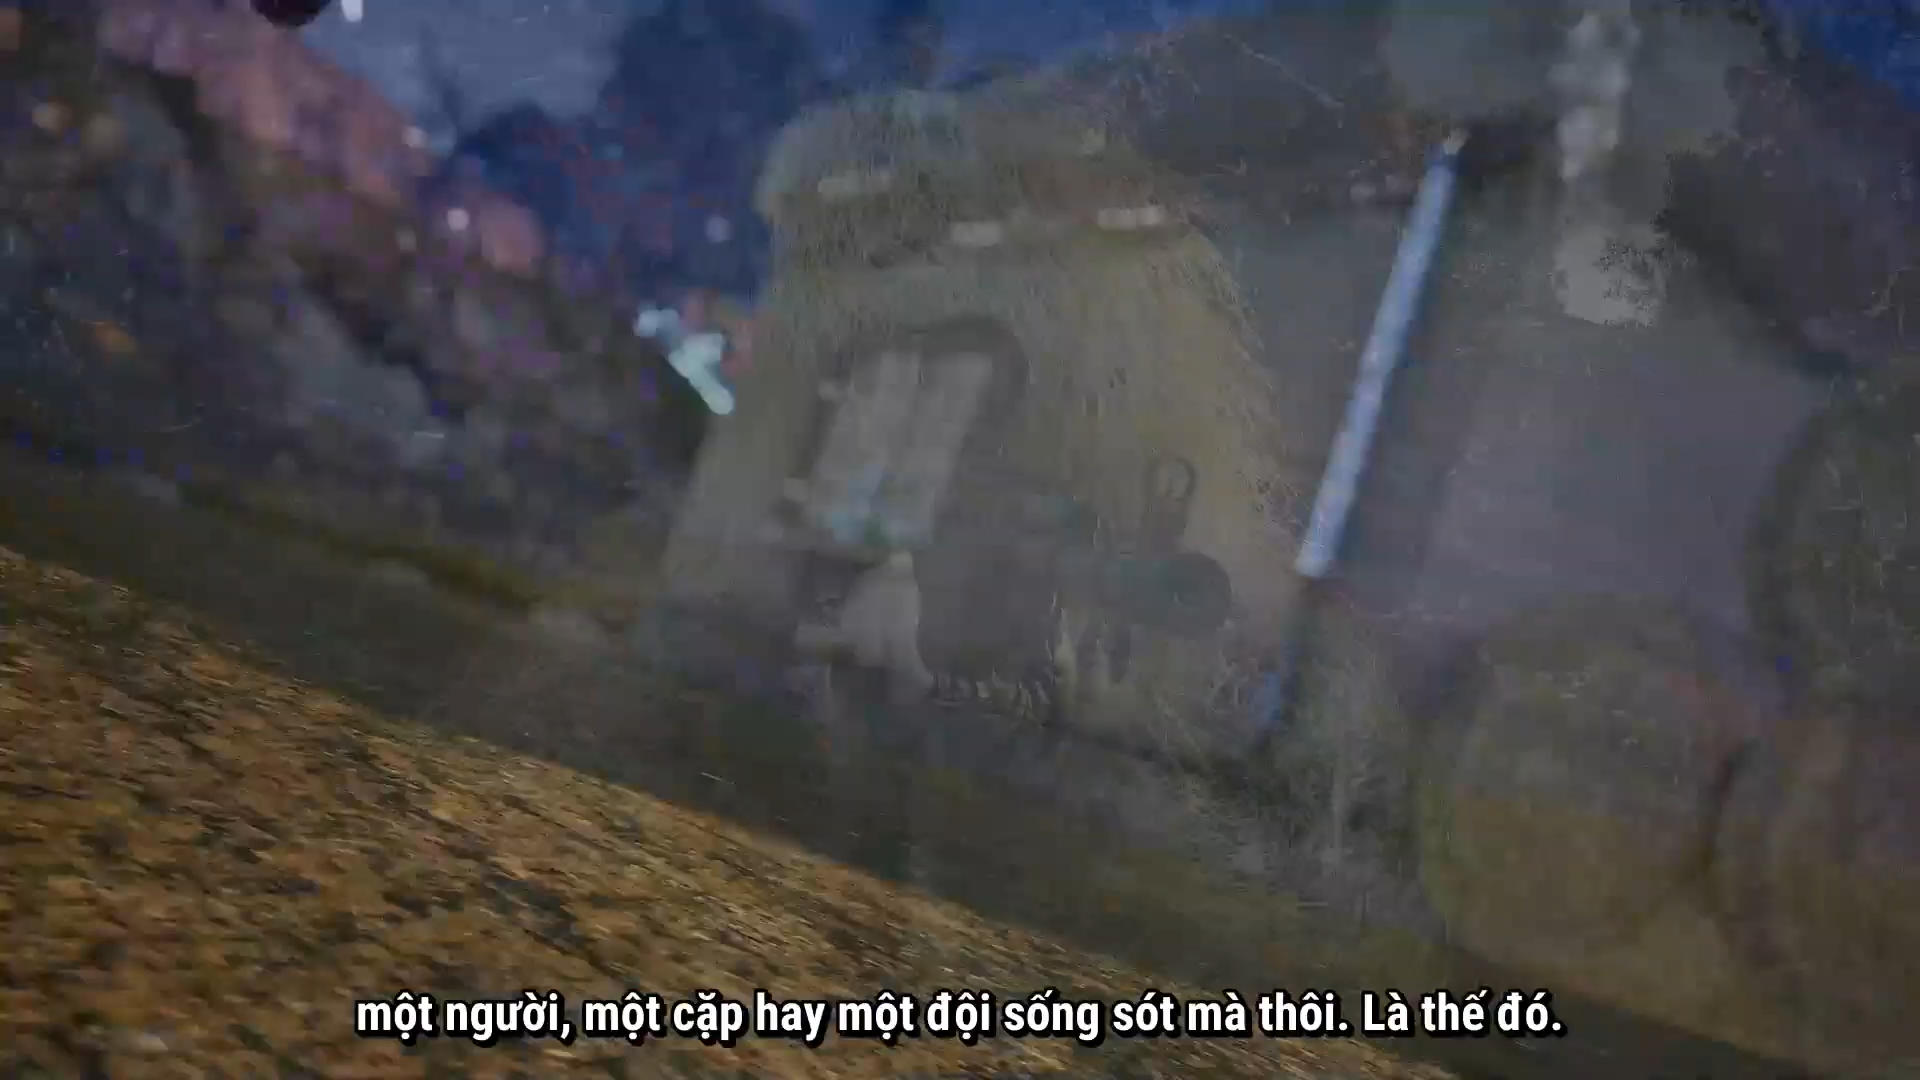 một người, một cặp hay một đội sống sót mà thôi. Là thế đó.